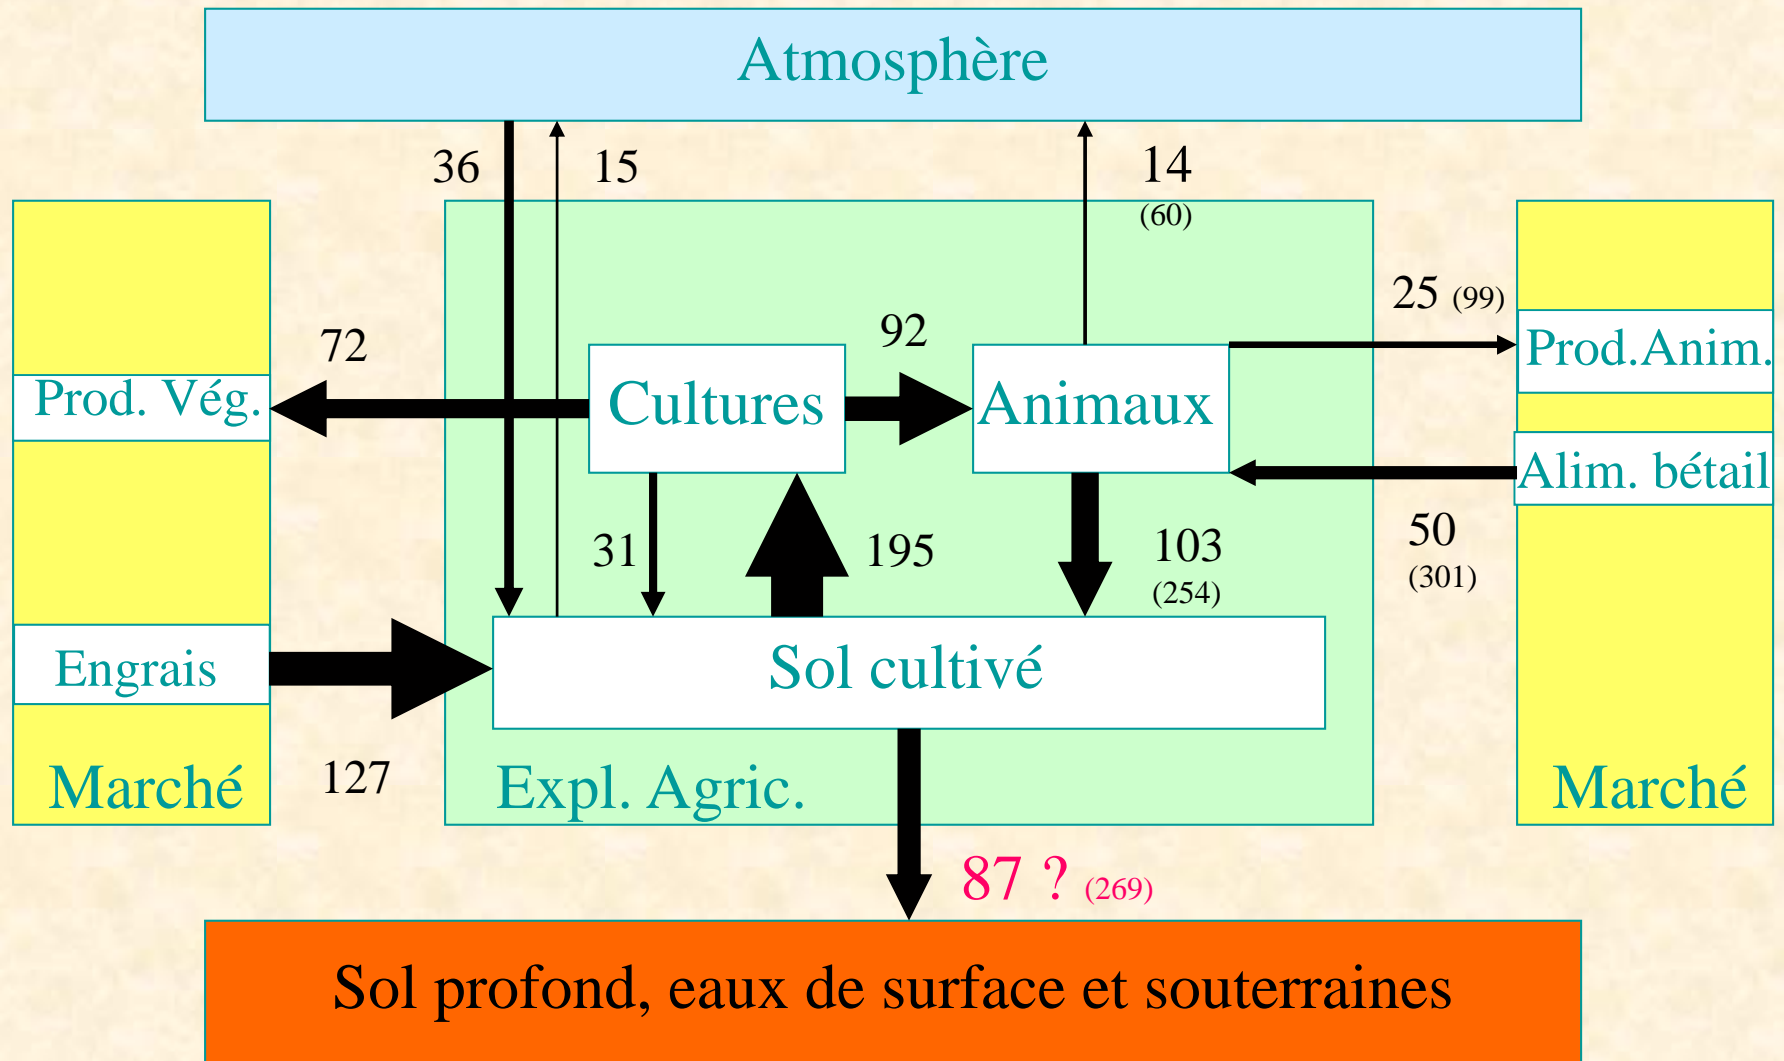 Atmosphère
36
15
14
(60)
25 (99)
72
92
Prod. Vég.
Cultures
Animaux
Prod.Anim.
Alim. bétail
31
195
103
(254)
50
(301)
Engrais
Sol cultivé
Marché
127
Expl. Agric.
Marché
87 ? (269)
Sol profond, eaux de surface et souterraines